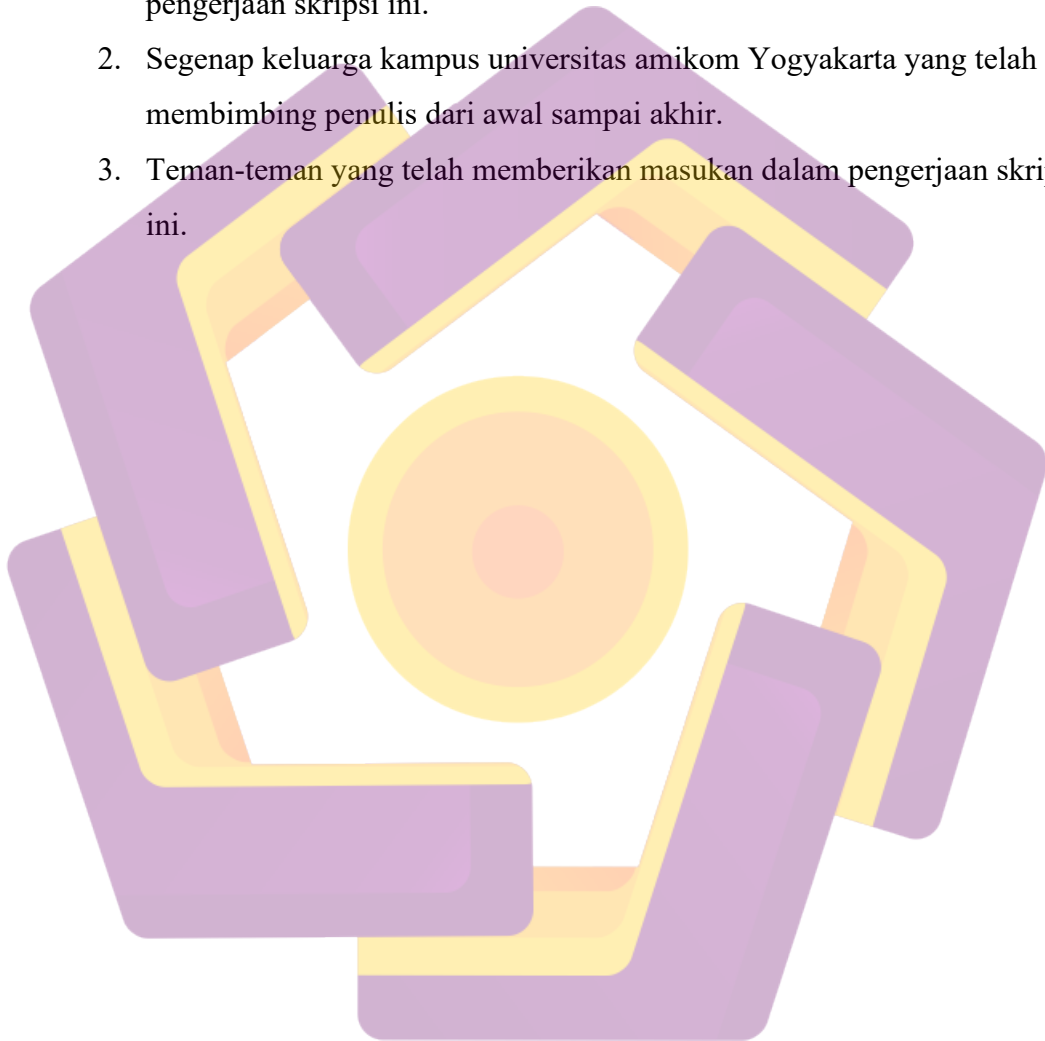 pengerjaan skripsi ini.
2. Segenap keluarga kampus universitas amikom Yogyakarta yang telah
membimbing penulis dari awal sampai akhir.
3. Teman-teman yang telah memberikan masukan dalam pengerjaan
ini.